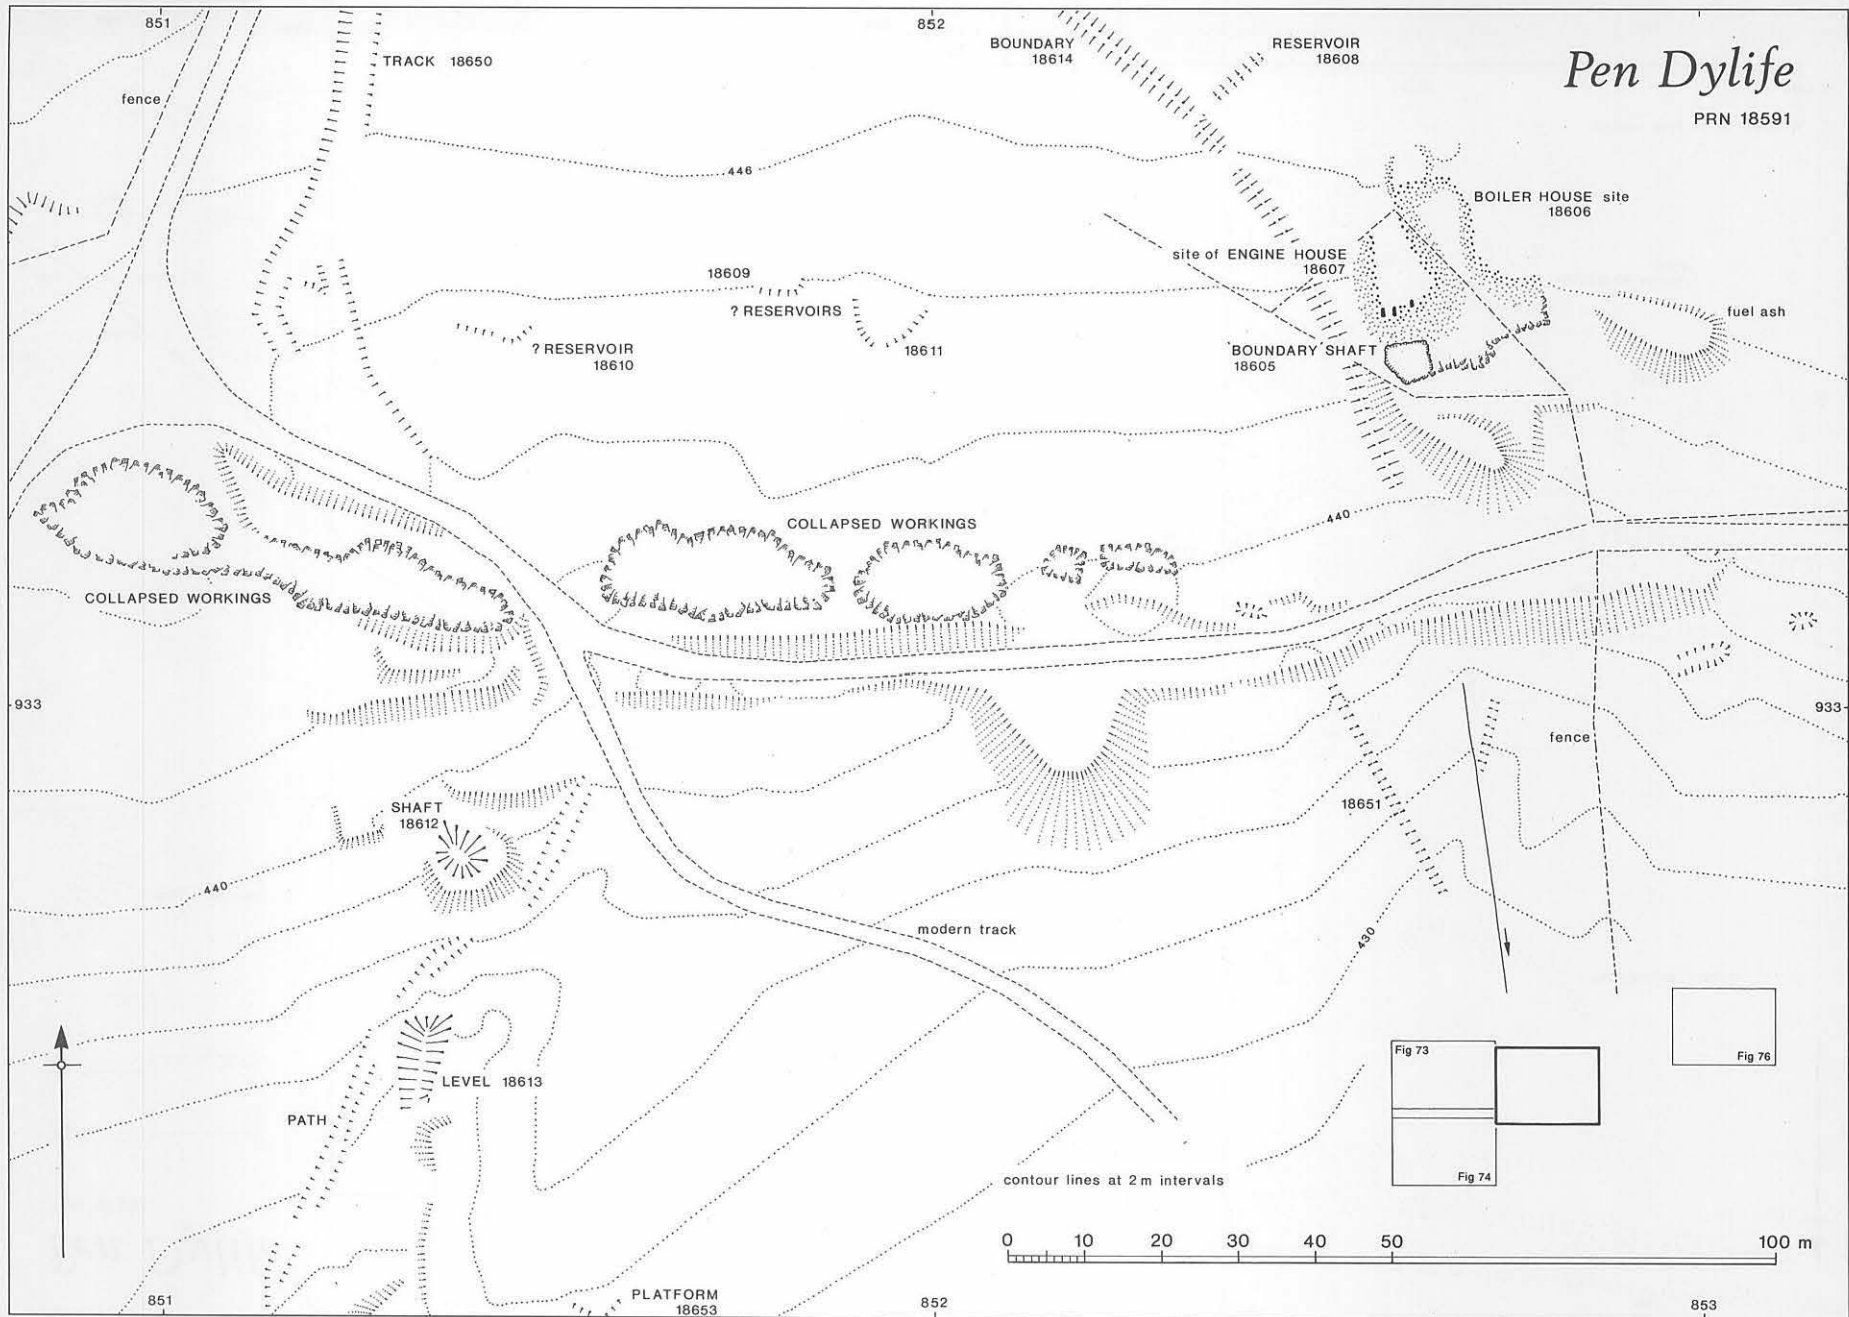 851
852
Pen Dylife
PRN 18591
TRACK 18650
BOUNDARY
18614
RESERVOIR
18608
fence
446
BOILER HOUSE site
18606
site of ENGINE HOUSE
18607
18609
? RESERVOIRS
18611
? RESERVOIR
18610
BOUNDARY SHAFT
18605
fuel ash
COLLAPSED WORKINGS
440
COLLAPSED WORKINGS
933
933
fence
SHAFT
18612
18651
440
modern track
430
LEVEL 18613
PATH
Fig 73
Fig 76
Fig 74
contour lines at 2 m intervals
0 10 20 30 40 50 100 m
PLATFORM
18653
851
852
853